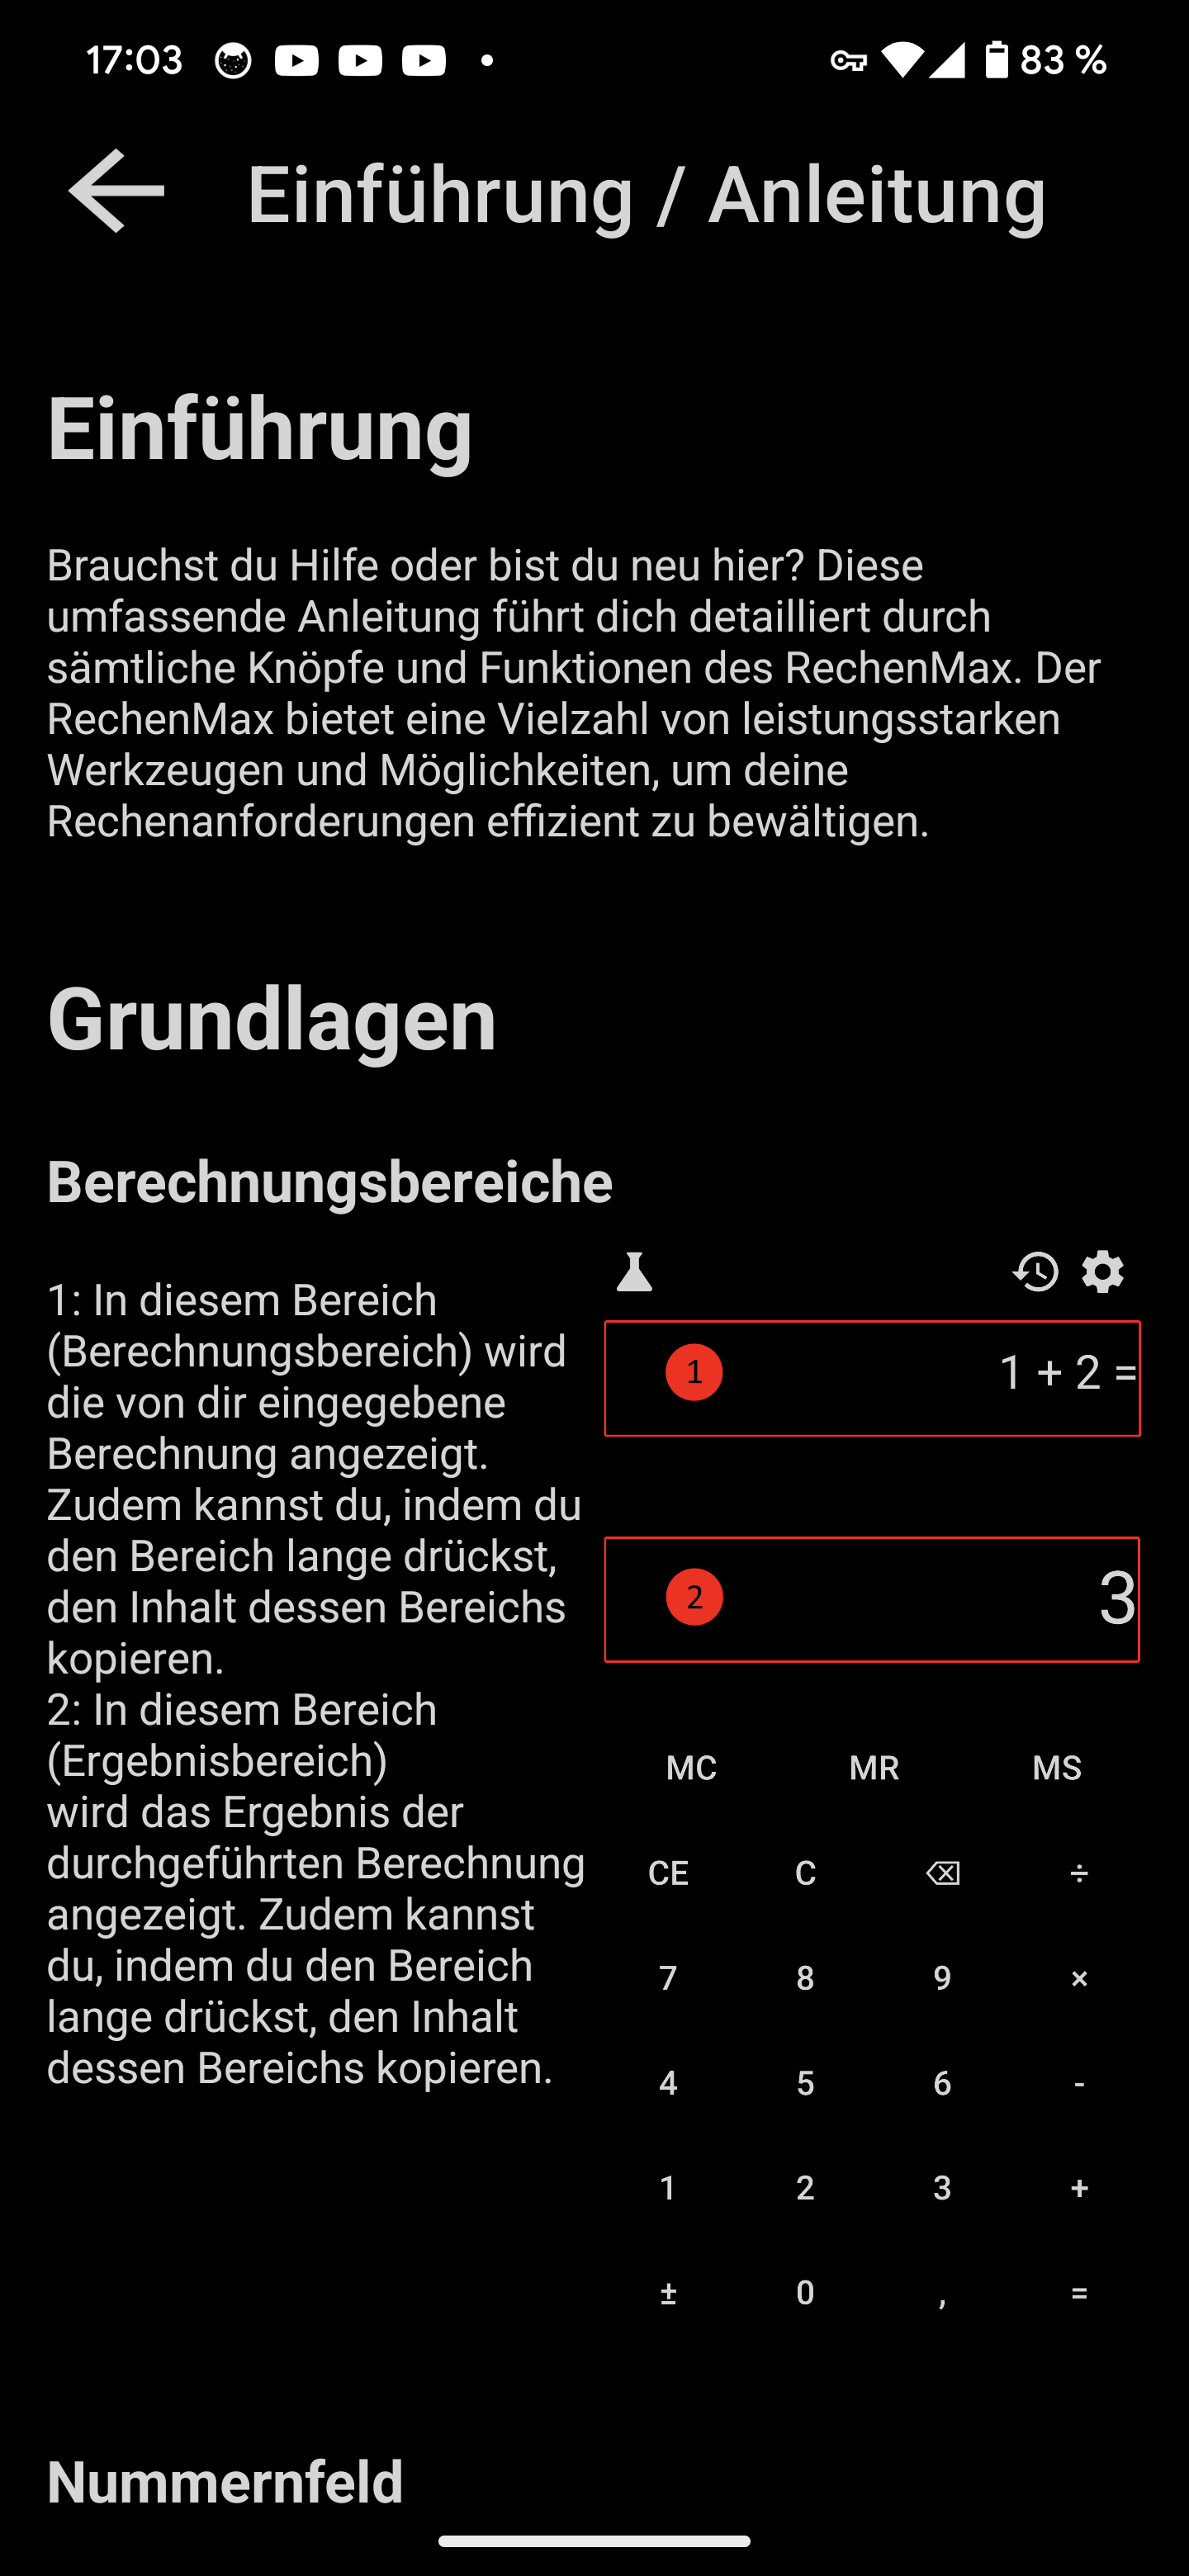 17:03
83 %
Einführung / Anleitung
Einführung
Brauchst du Hilfe oder bist du neu hier? Diese
umfassende Anleitung führt dich detailliert durch
sämtliche Knöpfe und Funktionen des RechenMax. Der
RechenMax bietet eine Vielzahl von leistungsstarken
Werkzeugen und Möglichkeiten, um deine
Rechenanforderungen effizient zu bewältigen.
Grundlagen
Berechnungsbereiche
1: In diesem Bereich
(Berechnungsbereich) wird
die von dir eingegebene
Berechnung angezeigt.
Zudem kannst du, indem du
den Bereich lange drückst,
den Inhalt dessen Bereichs
kopieren.
2: In diesem Bereich
(Ergebnisbereich)
wird das Ergebnis der
durchgeführten Berechnung
angezeigt. Zudem kannst
du, indem du den Bereich
lange drückst, den Inhalt
dessen Bereichs kopieren.
1 1 + 2 =
2 3
MC MR MS
CE C ⌫ ÷
7 8 9 ×
4 5 6 -
1 2 3 +
± 0 , =
Nummernfeld